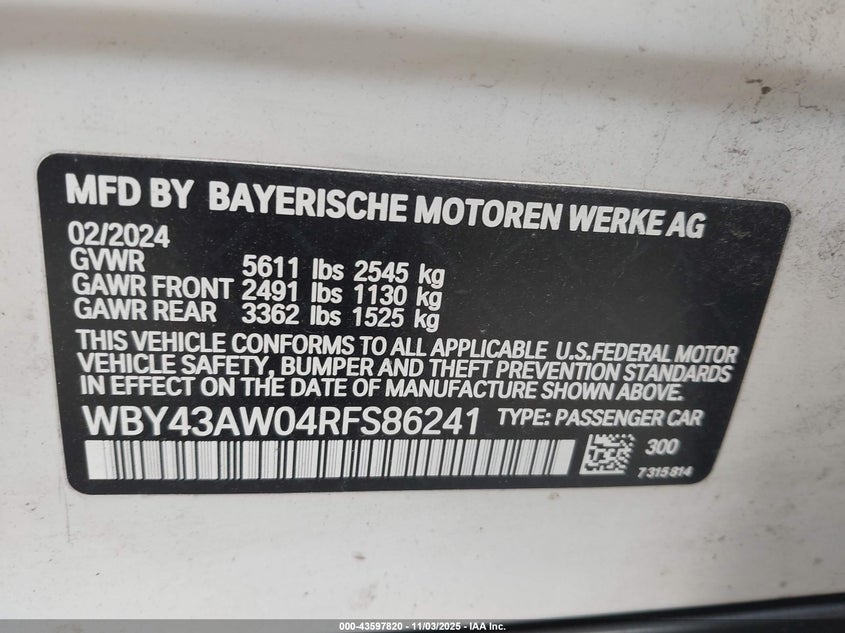 MFD BY BAYERISCHE MOTOREN WERKE AG
02/2024
GVWR 5611 lbs 2545 kg
GAWR FRONT 2491 lbs 1130 kg
GAWR REAR 3362 lbs 1525 kg
THIS VEHICLE CONFORMS TO ALL APPLICABLE U.S.FEDERAL MOTOR
VEHICLE SAFETY, BUMPER AND THEFT PREVENTION STANDARDS
IN EFFECT ON THE DATE OF MANUFACTURE SHOWN ABOVE.
WBY43AW04RFS86241 TYPE: PASSENGER CAR
300
7315814
000-43597820 | 11/03/2025 - IAA Inc.